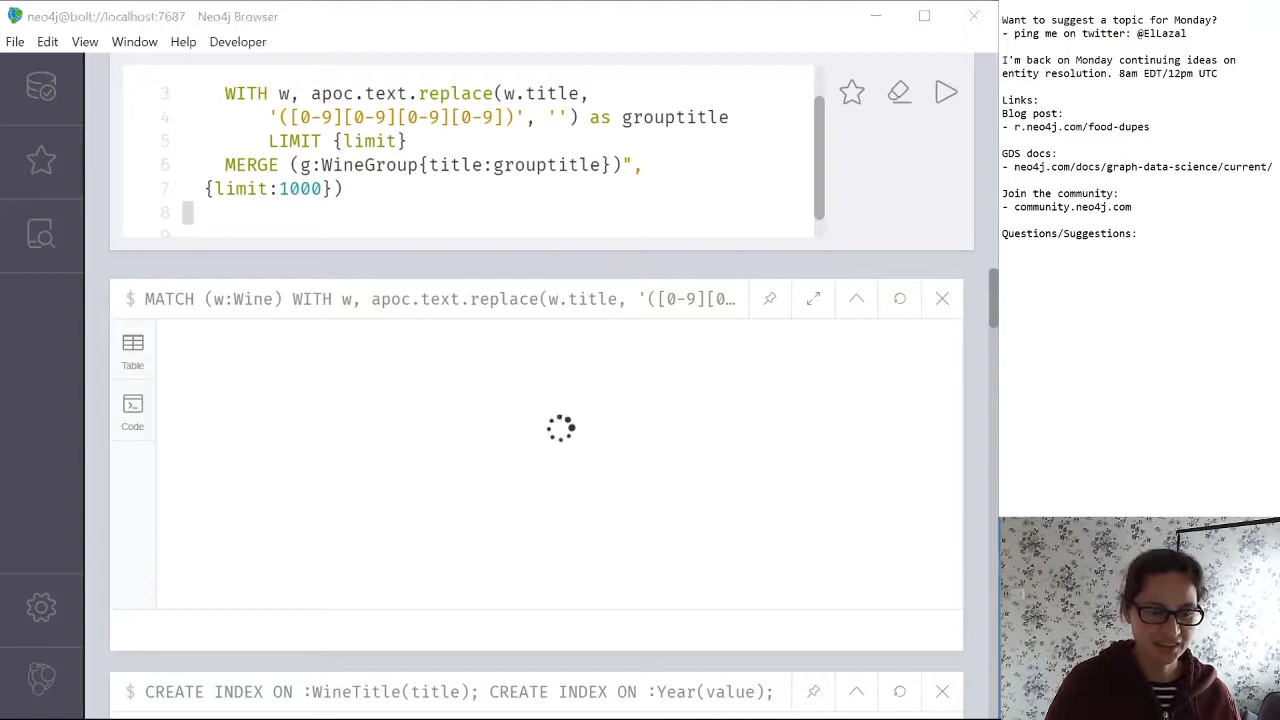 neo4j@bolt://localhost:7687 - Neo4j Browser
File Edit View Window Help Developer
3 WITH w, apoc.text.replace(w.title,
4 '([0-9][0-9][0-9][0-9])', '') as grouptitle
5 LIMIT {limit}
6 MERGE (g:WineGroup{title:grouptitle})",
7 {limit:1000})
8
$ MATCH (w:Wine) WITH w, apoc.text.replace(w.title, '([0-9][0…
Table
Code
$ CREATE INDEX ON :WineTitle(title); CREATE INDEX ON :Year(value);
Want to suggest a topic for Monday?
- ping me on twitter: @ElLazal
I'm back on Monday continuing ideas on
entity resolution. 8am EDT/12pm UTC
Links:
Blog post:
- r.neo4j.com/food-dupes
GDS docs:
- neo4j.com/docs/graph-data-science/current/
Join the community:
- community.neo4j.com
Questions/Suggestions: